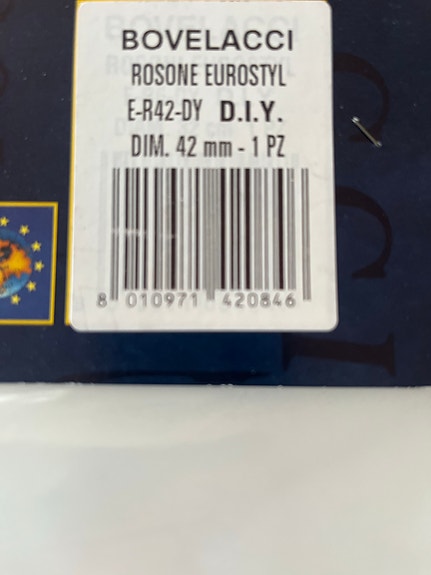 BOVELACCI
ROSONE EUROSTYL
E-R42-DY D.I.Y.
DIM. 42 mm - 1 PZ
8 010971 420846